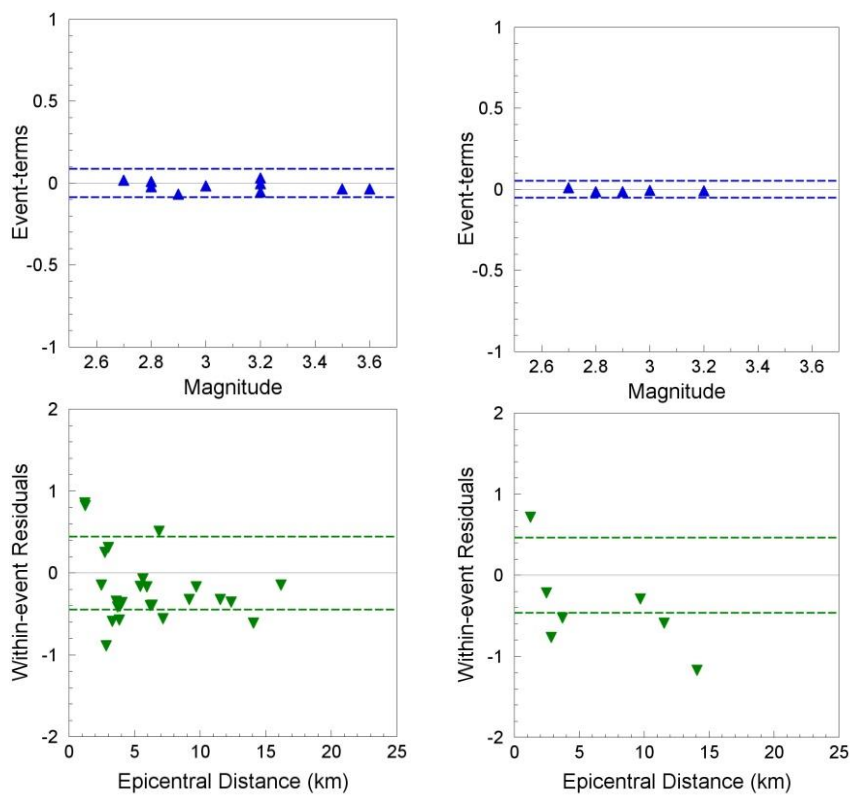 1
0.5
0
-0.5
-1
Event-terms
2.6 2.8 3 3.2 3.4 3.6
Magnitude
1
0.5
0
-0.5
-1
Event-terms
2.6 2.8 3 3.2 3.4 3.6
Magnitude
2
1
0
-1
-2
Within-event Residuals
0 5 10 15 20 25
Epicentral Distance (km)
2
1
0
-1
-2
Within-event Residuals
0 5 10 15 20 25
Epicentral Distance (km)